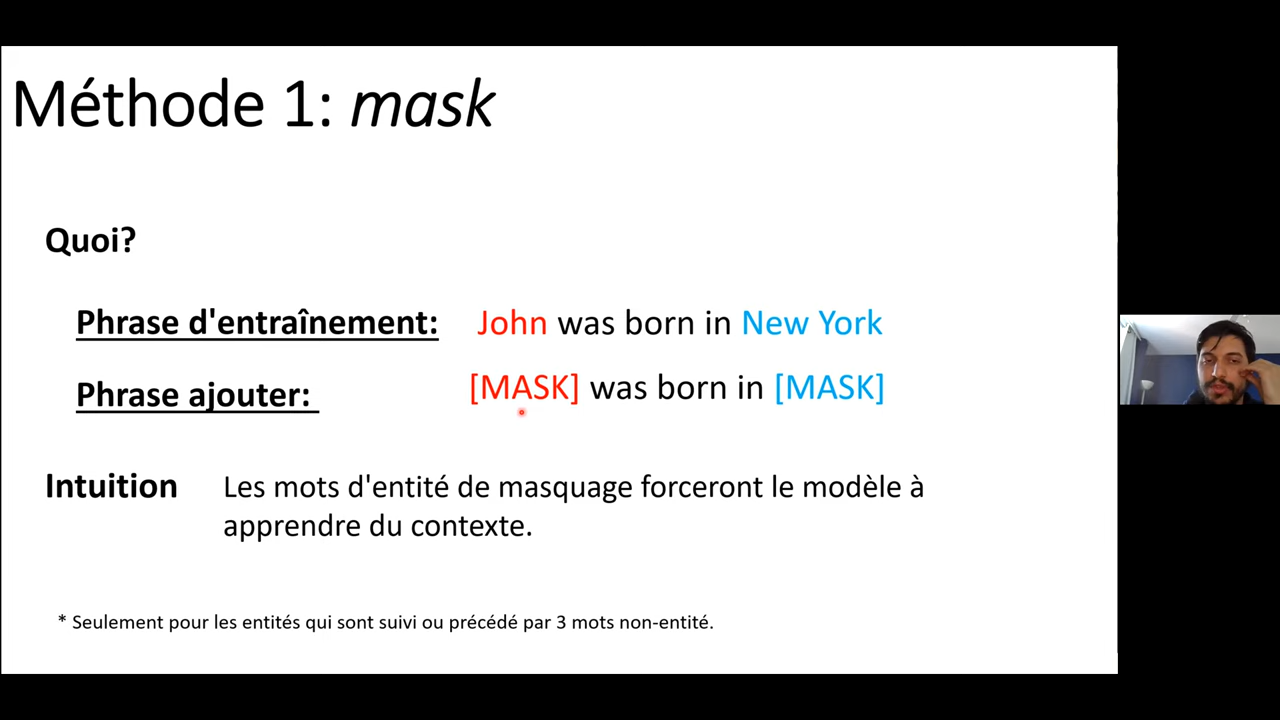 Méthode 1: mask
Quoi?
Phrase d'entraînement: John was born in New York
Phrase ajouter: [MASK] was born in [MASK]
Intuition Les mots d'entité de masquage forceront le modèle à
apprendre du contexte.
* Seulement pour les entités qui sont suivi ou précédé par 3 mots non-entité.